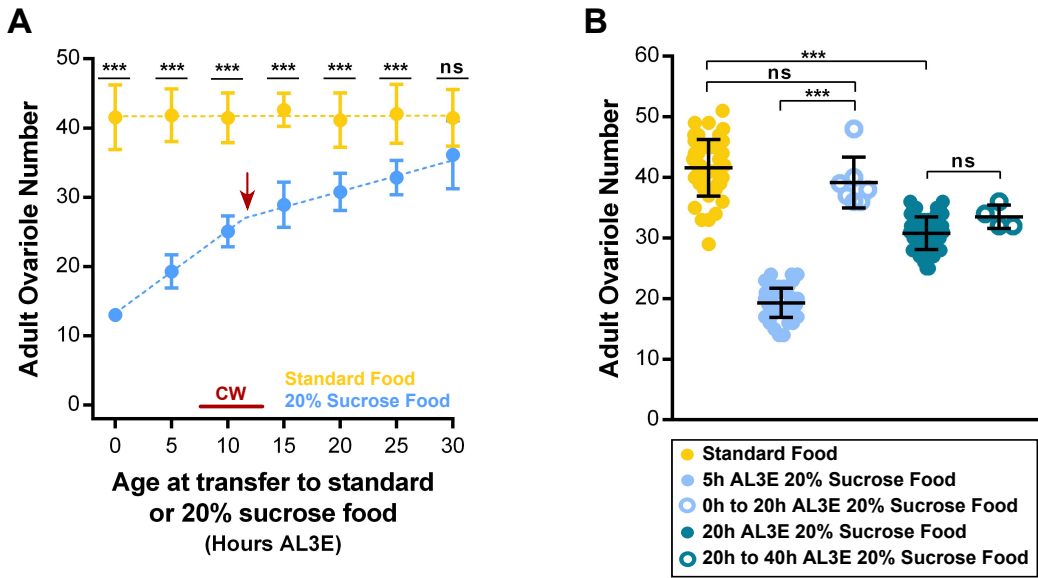 A
Adult Ovariole Number
50
40
30
20
10
0
*** *** *** *** *** *** ns
CW
Standard Food
20% Sucrose Food
0 5 10 15 20 25 30
Age at transfer to standard
or 20% sucrose food
(Hours AL3E)
B
Adult Ovariole Number
60
50
40
30
20
10
0
***
ns
***
ns
Standard Food
5h AL3E 20% Sucrose Food
0h to 20h AL3E 20% Sucrose Food
20h AL3E 20% Sucrose Food
20h to 40h AL3E 20% Sucrose Food